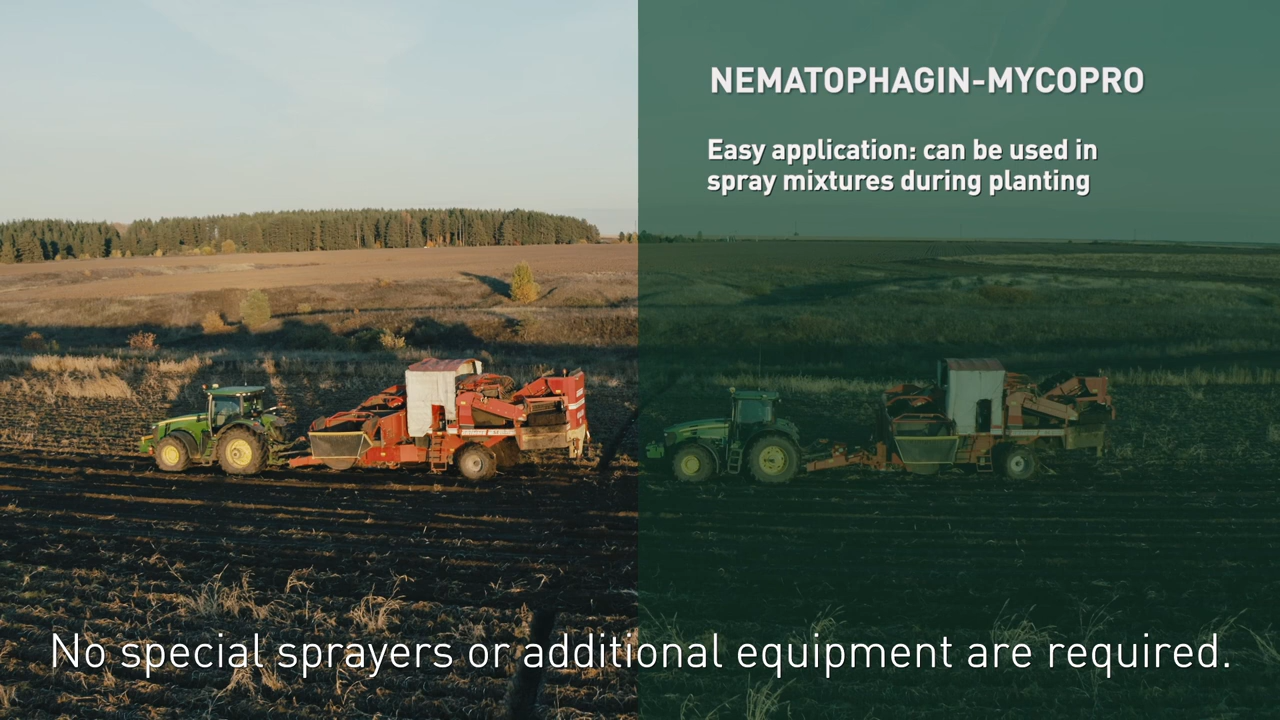 NEMATOPHAGIN-MYCOPRO
Easy application: can be used in
spray mixtures during planting
No special sprayers or additional equipment are required.